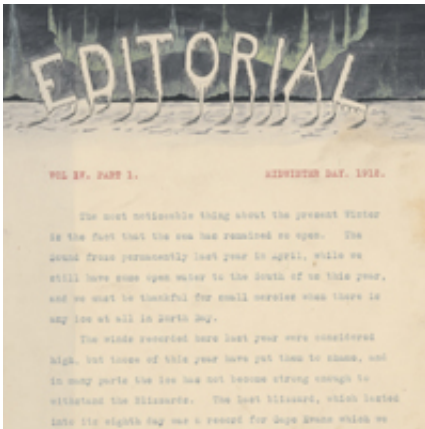 EDITORIAL
VOL IV. PART 1. MIDWINTER DAY. 1912.
The most noticeable thing about the present Winter
is the fact that the sea has remained so open. The
Sound froze permanently last year in April, while we
still have some open water to the South of us this year,
and we must be thankful for small mercies when there is
any ice at all in North Bay.
The winds recorded here last year were considered
high, but those of this year have put them to shame, and
in many parts the ice has not become strong enough to
withstand the Blizzards. The last blizzard, which lasted
into its eighth day was a record for Cape Evans which we